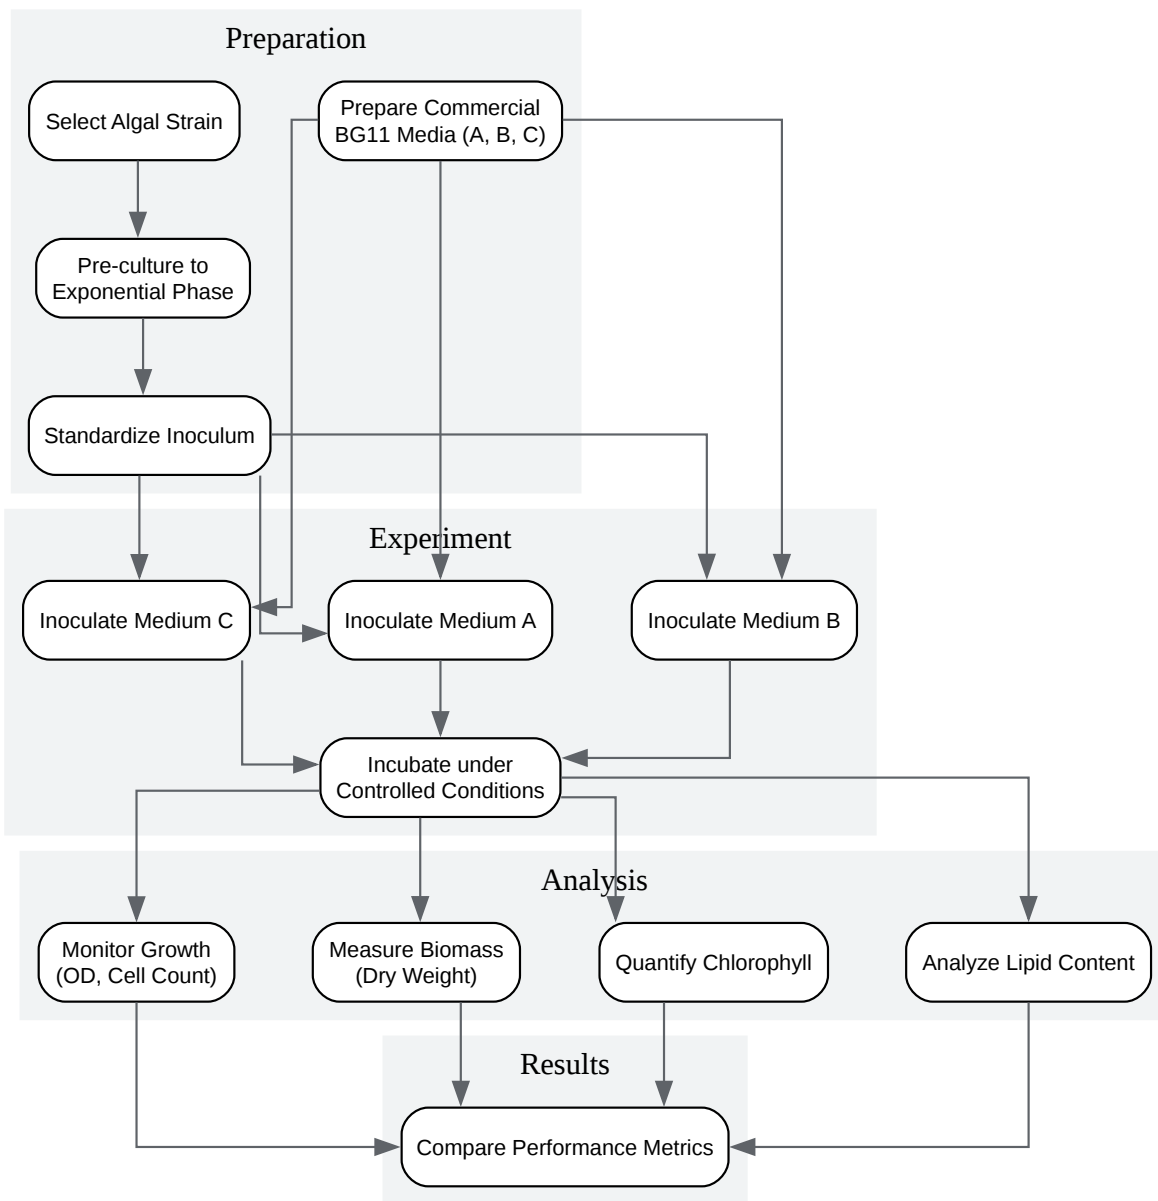 Preparation
Select Algal Strain
Prepare Commercial
BG11 Media (A, B, C)
Pre-culture to
Exponential Phase
Standardize Inoculum
Experiment
Inoculate Medium C
Inoculate Medium A
Inoculate Medium B
Incubate under
Controlled Conditions
Analysis
Monitor Growth
(OD, Cell Count)
Measure Biomass
(Dry Weight)
Quantify Chlorophyll
Analyze Lipid Content
Results
Compare Performance Metrics